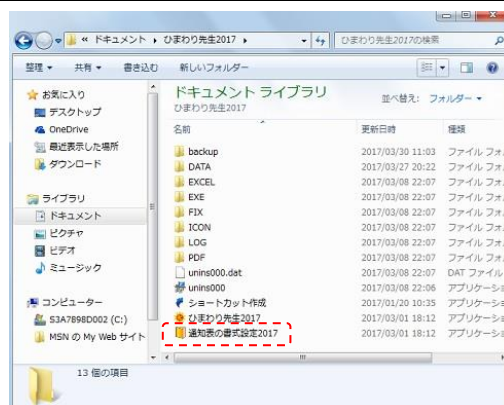 « ドキュメント ▸ ひまわり先生2017 ▸
ひまわり先生2017の検索
整理 共有 書き込む 新しいフォルダー
お気に入り
デスクトップ
OneDrive
最近表示した場所
ダウンロード
ライブラリ
ドキュメント
ピクチャ
ビデオ
ミュージック
コンピューター
S3A7898D002 (C:)
MSN の My Web サイト
ドキュメント ライブラリ
ひまわり先生2017
並べ替え: フォルダー
名前 更新日時 種類
backup 2017/03/30 11:03 ファイル フォ
DATA 2017/03/27 20:22 ファイル フォ
EXCEL 2017/03/08 22:07 ファイル フォ
EXE 2017/03/08 22:07 ファイル フォ
FIX 2017/03/08 22:07 ファイル フォ
ICON 2017/03/08 22:07 ファイル フォ
LOG 2017/03/08 22:07 ファイル フォ
PDF 2017/03/08 22:07 ファイル フォ
unins000.dat 2017/03/08 22:07 DAT ファイル
unins000 2017/03/08 22:06 アプリケーショ
ショートカット作成 2017/01/20 10:35 アプリケーショ
ひまわり先生2017 2017/03/01 18:12 アプリケーショ
通知表の書式設定2017 2017/03/01 18:12 アプリケーショ
13 個の項目